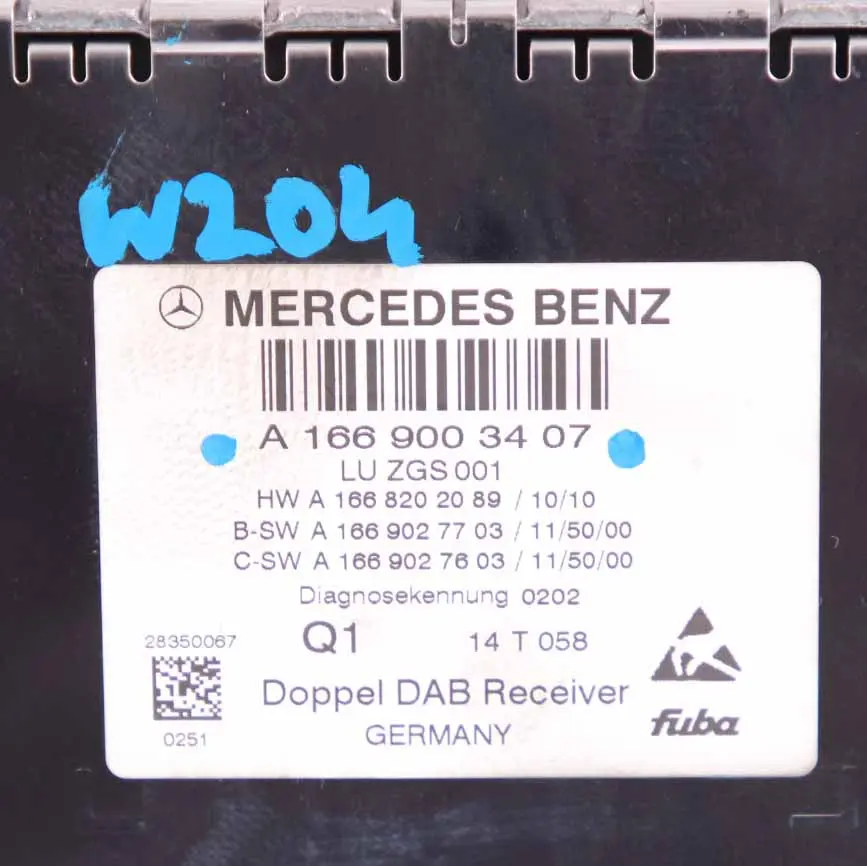 W204
MERCEDES BENZ
A 166 900 34 07
LU ZGS 001
HW A 166 820 20 89 / 10/10
B-SW A 166 902 77 03 / 11/50/00
C-SW A 166 902 76 03 / 11/50/00
Diagnosekennung 0202
28350067 Q1 14 T 058
Doppel DAB Receiver
0251 GERMANY fuba